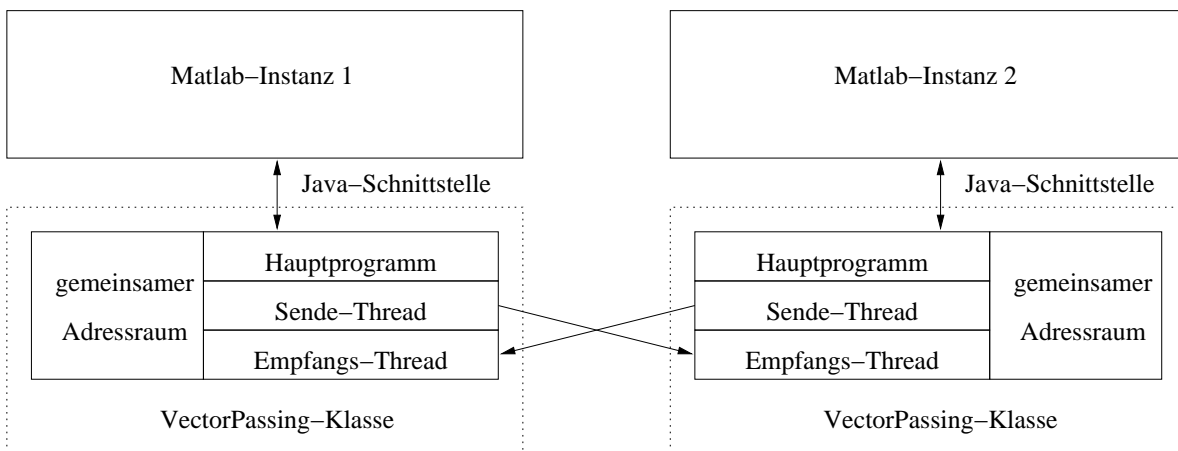 Matlab−Instanz 1
Matlab−Instanz 2
Java−Schnittstelle
Java−Schnittstelle
gemeinsamer
Adressraum
Hauptprogramm
Sende−Thread
Empfangs−Thread
Hauptprogramm
Sende−Thread
Empfangs−Thread
gemeinsamer
Adressraum
VectorPassing−Klasse
VectorPassing−Klasse